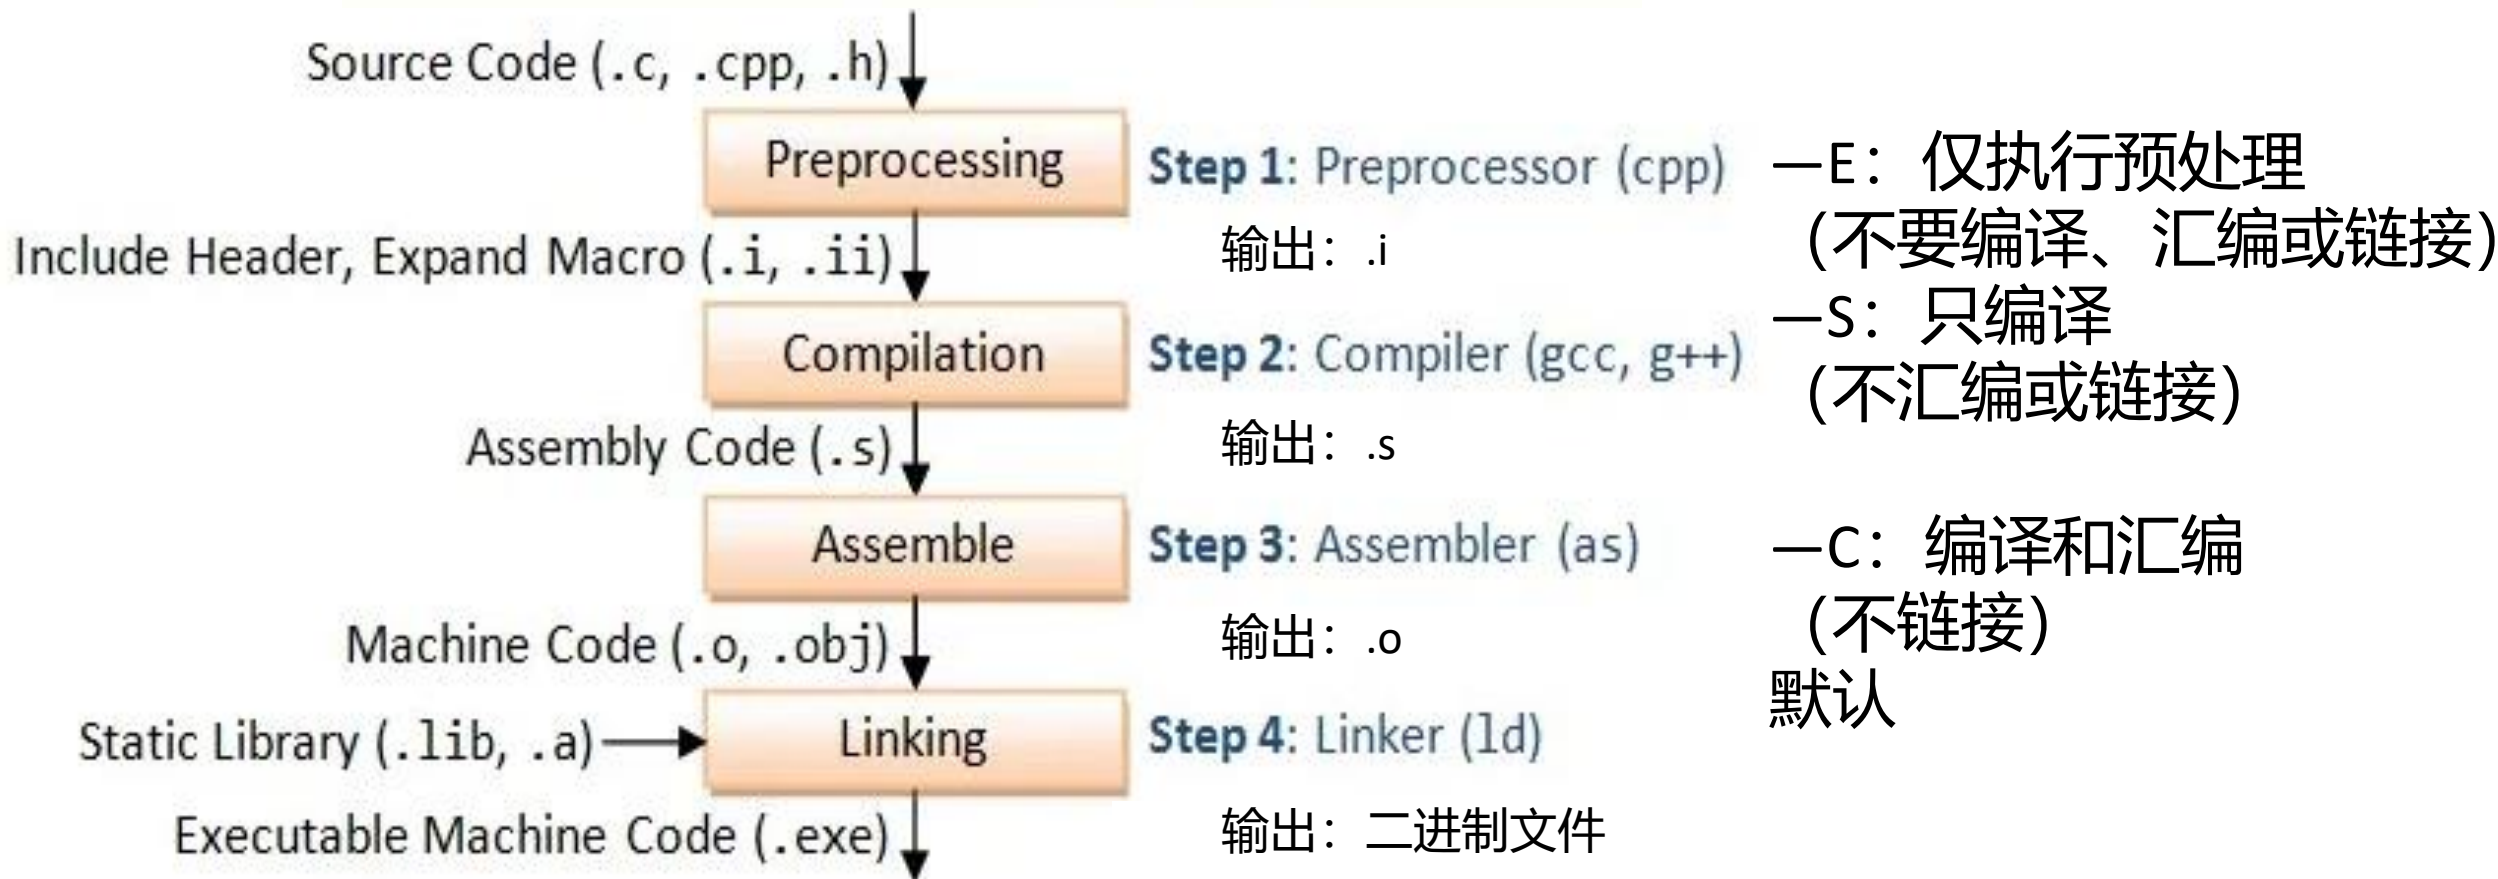 Source Code (.c, .cpp, .h)
Preprocessing
Step 1: Preprocessor (cpp)
—E：仅执行预处理
（不要编译、汇编或链接）
输出：.i
Include Header, Expand Macro (.i, .ii)
Compilation
Step 2: Compiler (gcc, g++)
—S：只编译
（不汇编或链接）
输出：.s
Assembly Code (.s)
Assemble
Step 3: Assembler (as)
—C：编译和汇编
（不链接）
输出：.o
Machine Code (.o, .obj)
默认
Static Library (.lib, .a)
Linking
Step 4: Linker (ld)
输出：二进制文件
Executable Machine Code (.exe)